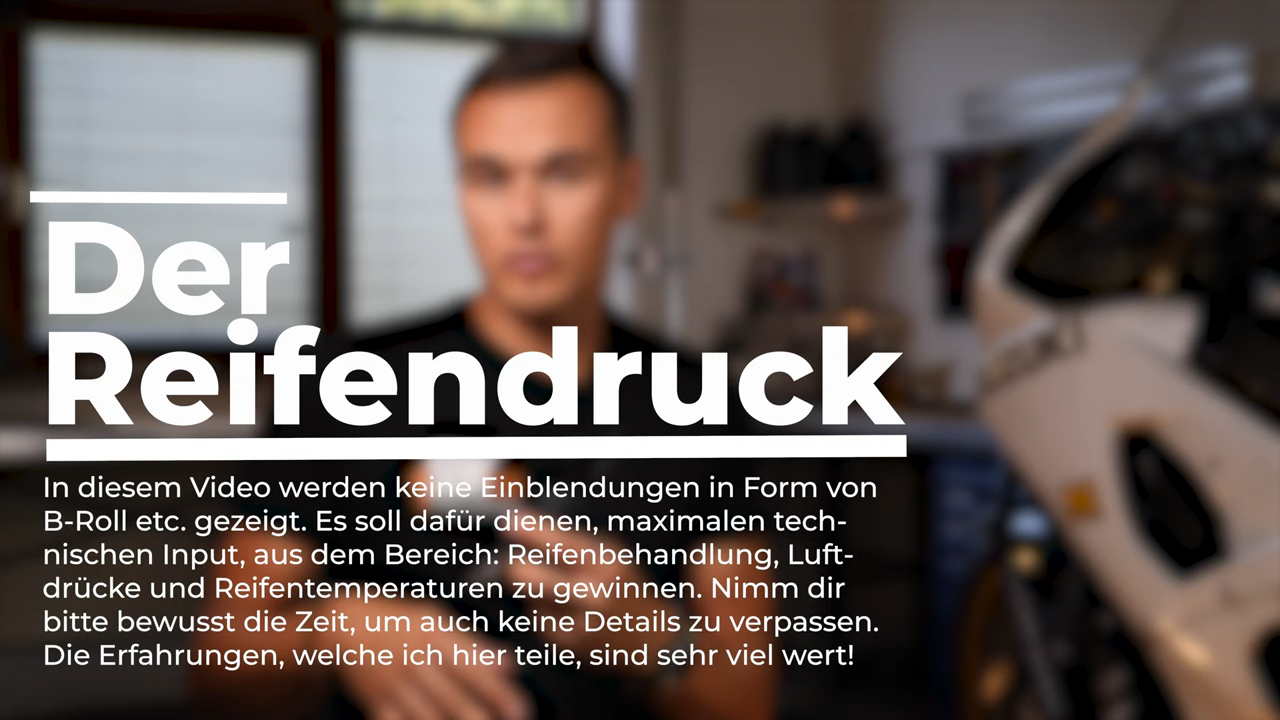 Der
Reifendruck
In diesem Video werden keine Einblendungen in Form von
B-Roll etc. gezeigt. Es soll dafür dienen, maximalen tech-
nischen Input, aus dem Bereich: Reifenbehandlung, Luft-
drücke und Reifentemperaturen zu gewinnen. Nimm dir
bitte bewusst die Zeit, um auch keine Details zu verpassen.
Die Erfahrungen, welche ich hier teile, sind sehr viel wert!